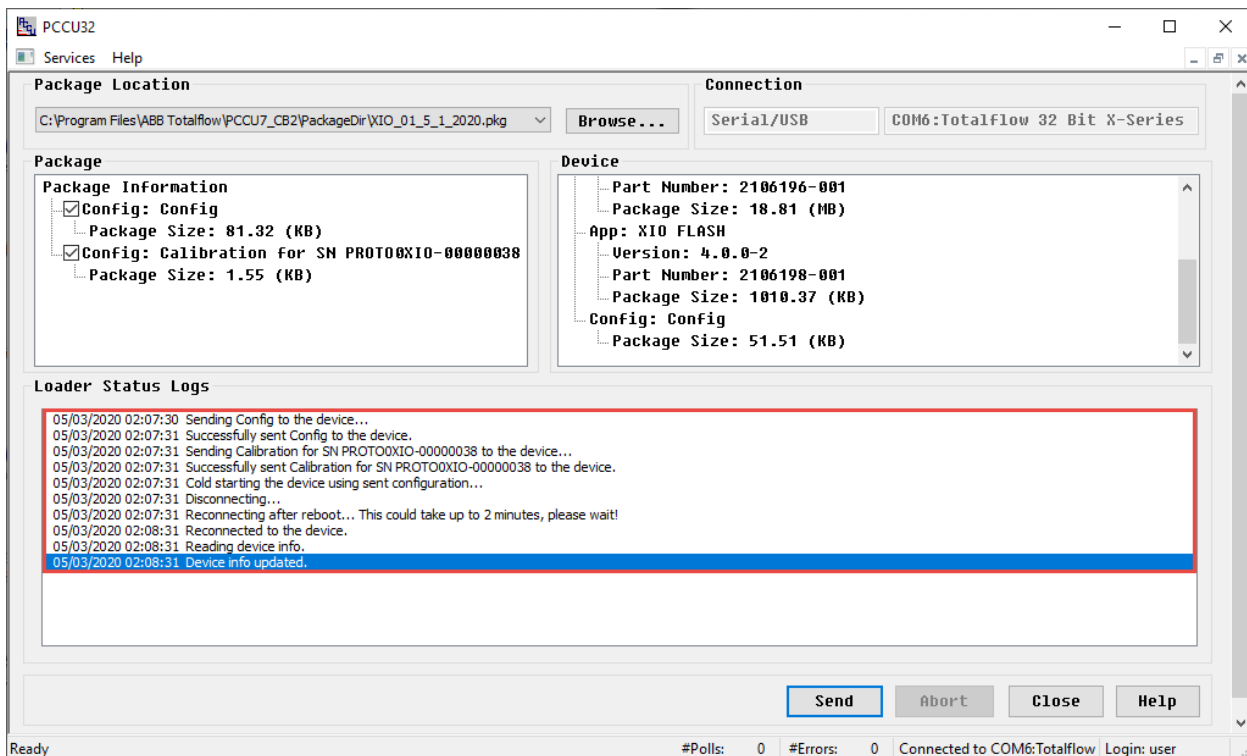 PCCU32
Services Help
Package Location
C:\Program Files\ABB Totalflow\PCCU7_CB2\PackageDir\XIO_01_5_1_2020.pkg
Browse...
Connection
Serial/USB
COM6:Totalflow 32 Bit X-Series
Package
Package Information
Config: Config
Package Size: 81.32 (KB)
Config: Calibration for SN PROTO0XIO-00000038
Package Size: 1.55 (KB)
Device
Part Number: 2106196-001
Package Size: 18.81 (MB)
App: XIO FLASH
Version: 4.0.0-2
Part Number: 2106198-001
Package Size: 1010.37 (KB)
Config: Config
Package Size: 51.51 (KB)
Loader Status Logs
05/03/2020 02:07:30 Sending Config to the device...
05/03/2020 02:07:31 Successfully sent Config to the device.
05/03/2020 02:07:31 Sending Calibration for SN PROTO0XIO-00000038 to the device...
05/03/2020 02:07:31 Successfully sent Calibration for SN PROTO0XIO-00000038 to the device.
05/03/2020 02:07:31 Cold starting the device using sent configuration...
05/03/2020 02:07:31 Disconnecting...
05/03/2020 02:07:31 Reconnecting after reboot... This could take up to 2 minutes, please wait!
05/03/2020 02:08:31 Reconnected to the device.
05/03/2020 02:08:31 Reading device info.
05/03/2020 02:08:31 Device info updated.
Send Abort Close Help
Ready #Polls: 0 #Errors: 0 Connected to COM6:Totalflow Login: user